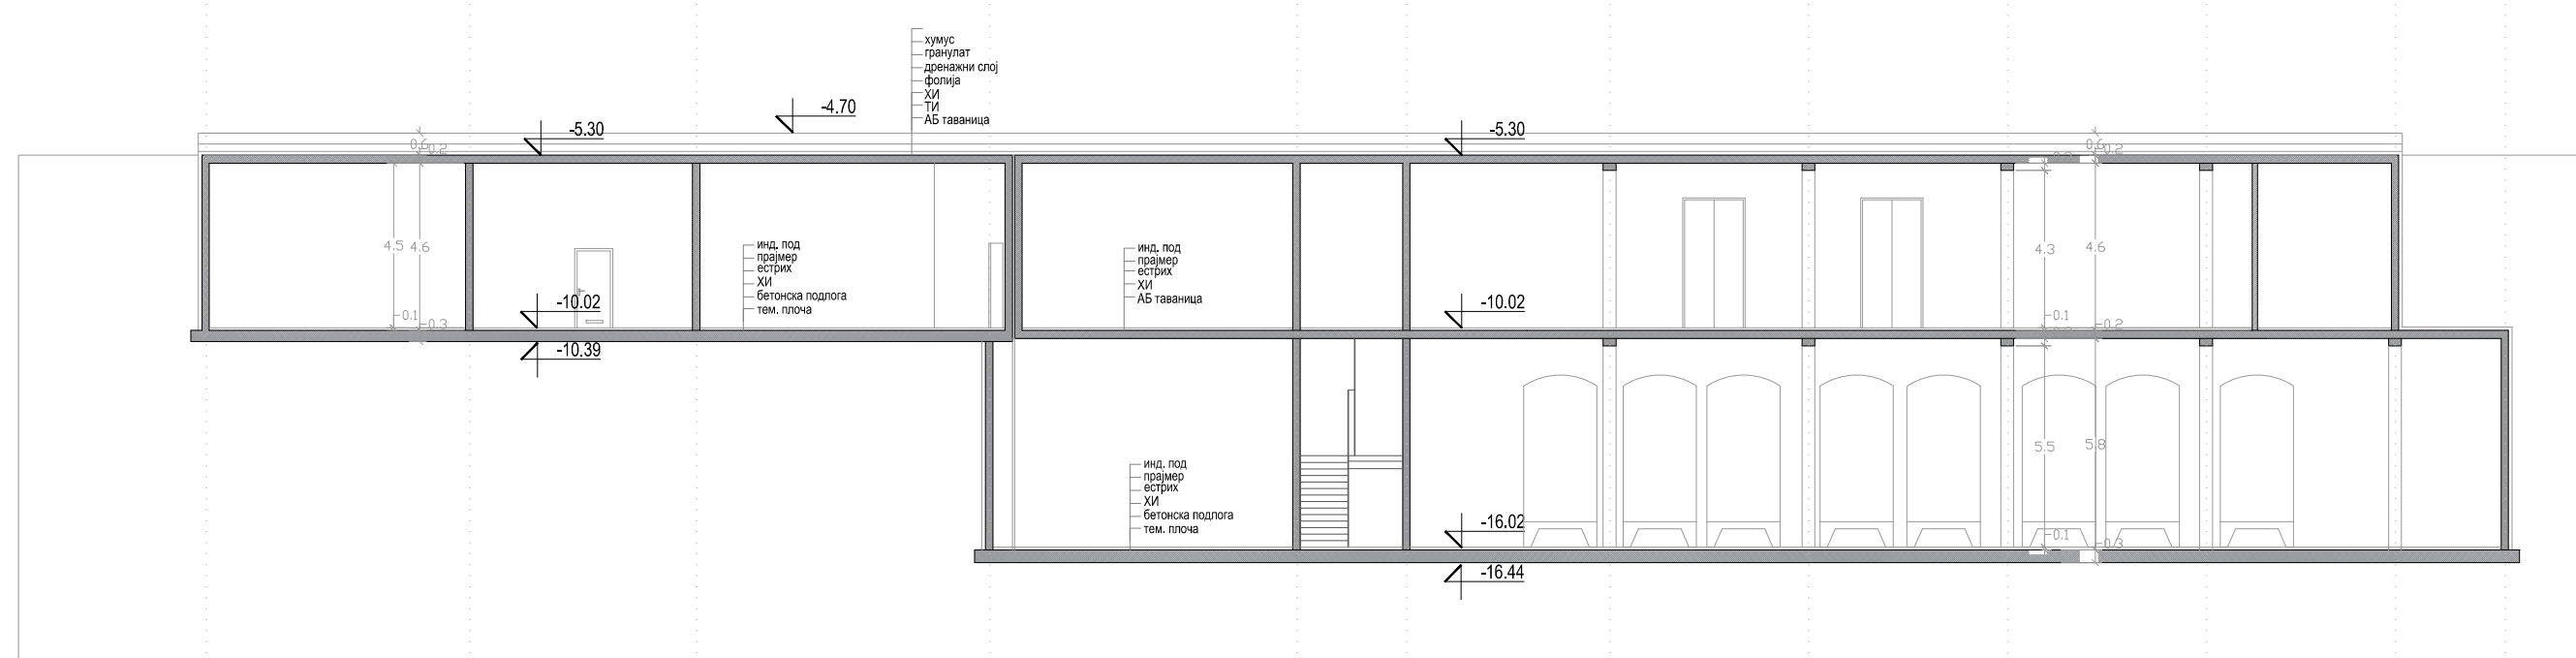 хумус
гранулат
дренажни слој
фолија
ХИ
ТИ
АБ таваница
-4.70
-5.30
-5.30
0.6
0.2
0.6
0.2
4.5
4.6
инд. под
прајмер
естрих
ХИ
бетонска подлога
тем. плоча
инд. под
прајмер
естрих
ХИ
АБ таваница
4.3
4.6
-10.02
-10.02
0.1
0.3
0.1
0.2
-10.39
5.5
5.8
инд. под
прајмер
естрих
ХИ
бетонска подлога
тем. плоча
-16.02
0.1
0.3
-16.44